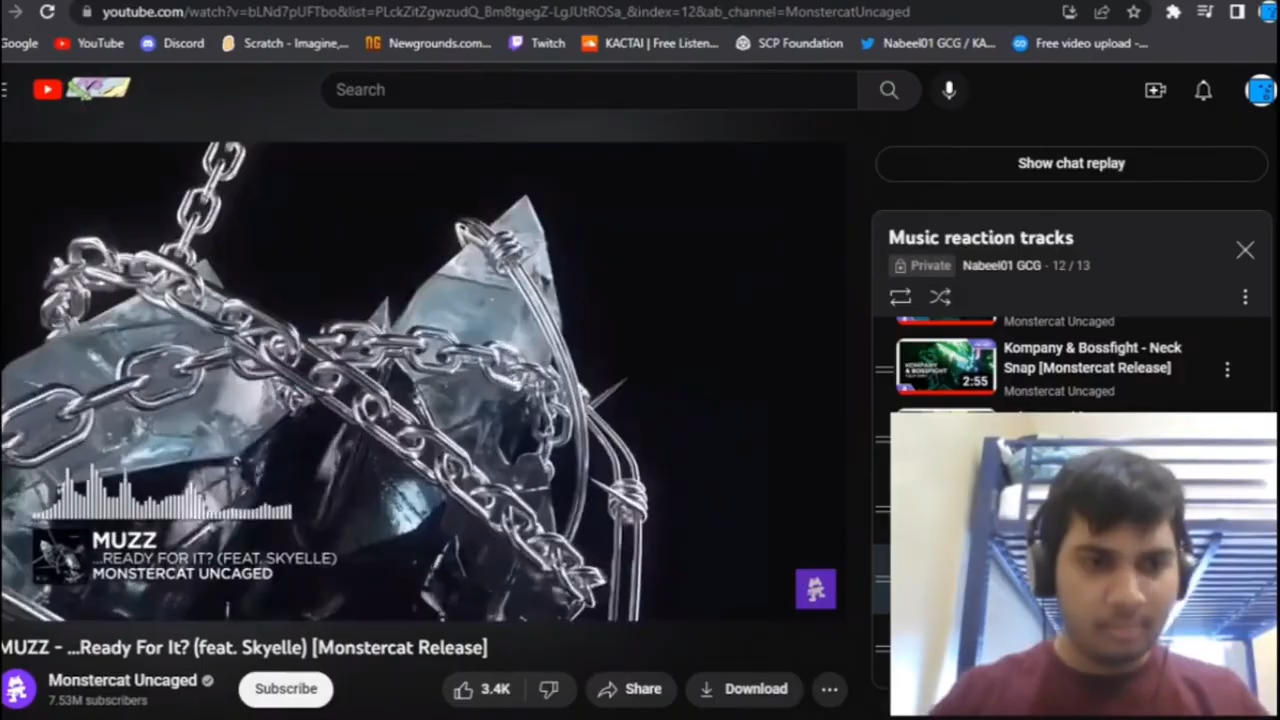 youtube.com/watch?v=bLNd7pUFTbo&list=PLckZitZgwzudQ_Bm8tgegZ-LgJUtROSa_&index=12&ab_channel=MonstercatUncaged
Google YouTube Discord Scratch - Imagine,... Newgrounds.com... Twitch KACTAI | Free Listen... SCP Foundation Nabeel01 GCG / KA... Free video upload -...
Search
Show chat replay
Music reaction tracks
Private Nabeel01 GCG · 12 / 13
Monstercat Uncaged
Kompany & Bossfight - Neck
Snap [Monstercat Release]
2:55
Monstercat Uncaged
MUZZ
...READY FOR IT? (FEAT. SKYELLE)
MONSTERCAT UNCAGED
MUZZ - ...Ready For It? (feat. Skyelle) [Monstercat Release]
Monstercat Uncaged
7.53M subscribers
Subscribe
3.4K
Share
Download